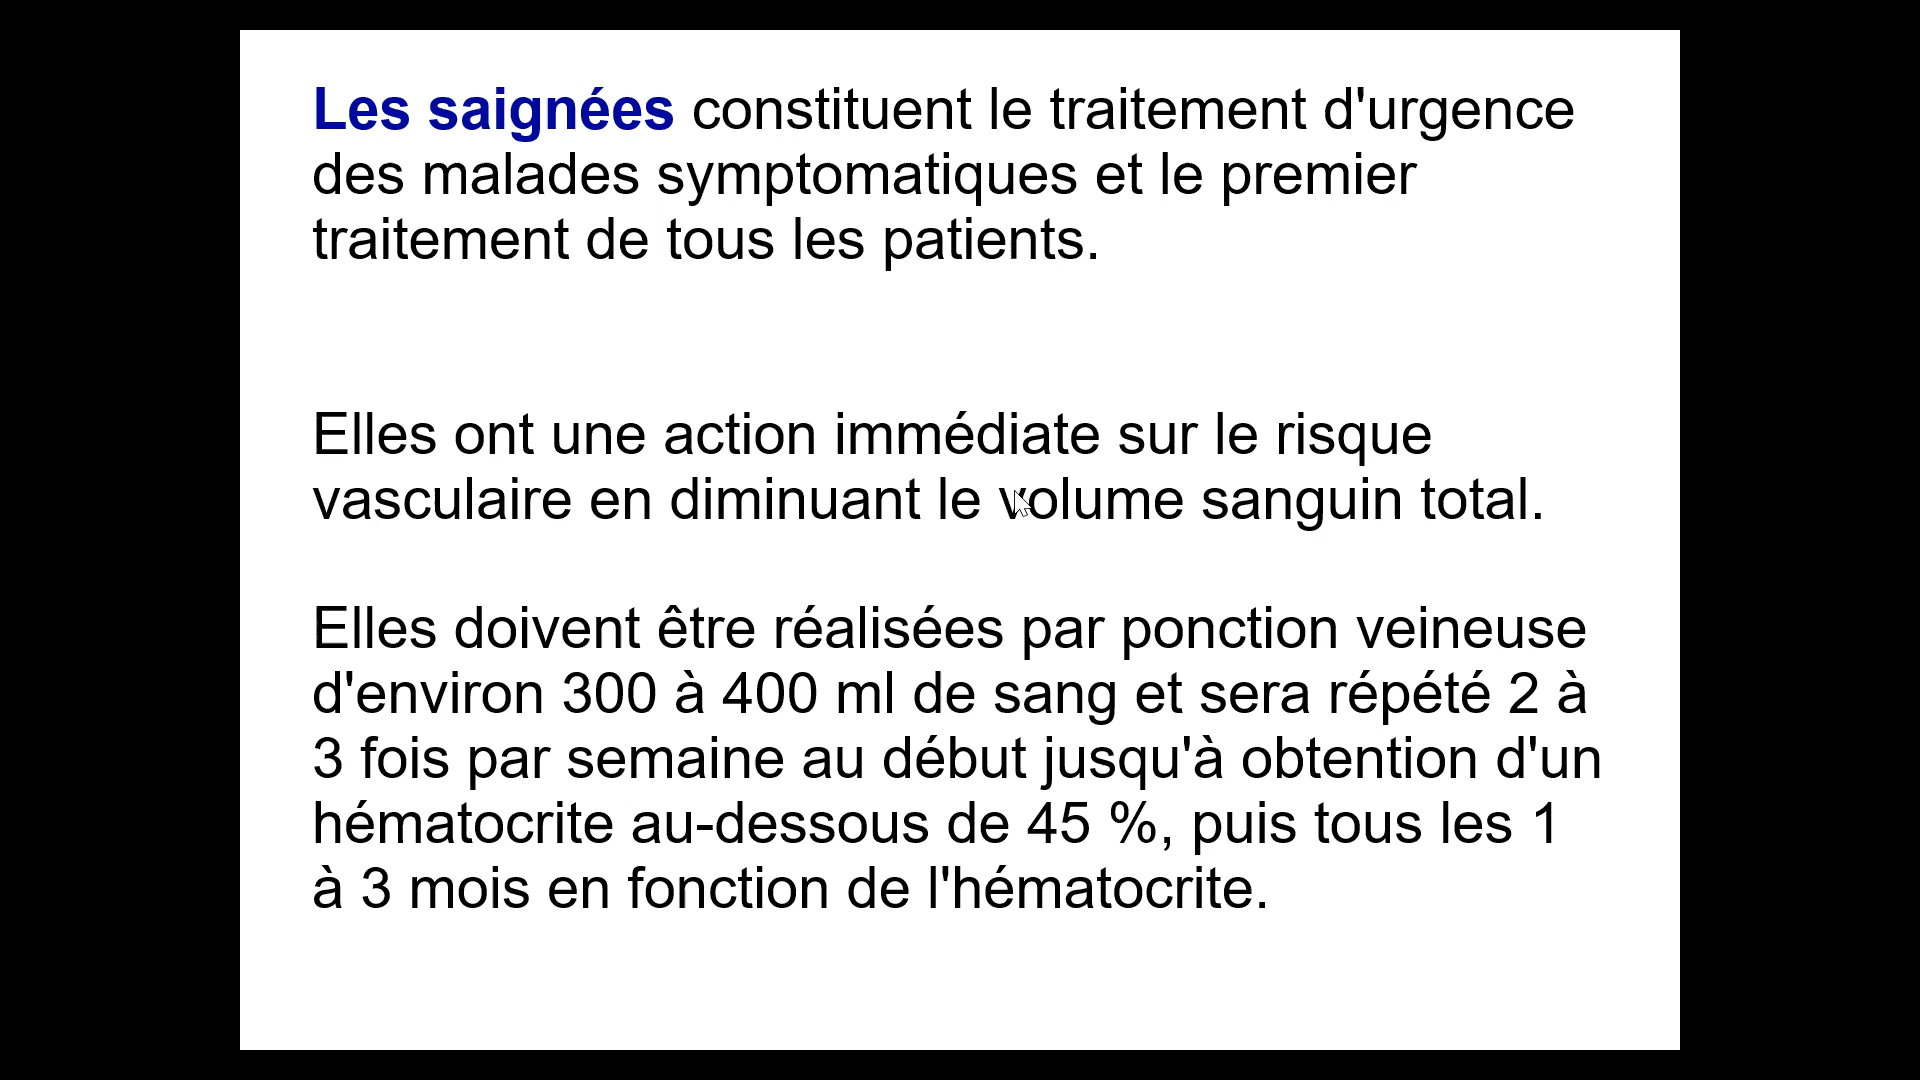 Les saignées constituent le traitement d'urgence
des malades symptomatiques et le premier
traitement de tous les patients.
Elles ont une action immédiate sur le risque
vasculaire en diminuant le volume sanguin total.
Elles doivent être réalisées par ponction veineuse
d'environ 300 à 400 ml de sang et sera répété 2 à
3 fois par semaine au début jusqu'à obtention d'un
hématocrite au-dessous de 45 %, puis tous les 1
à 3 mois en fonction de l'hématocrite.